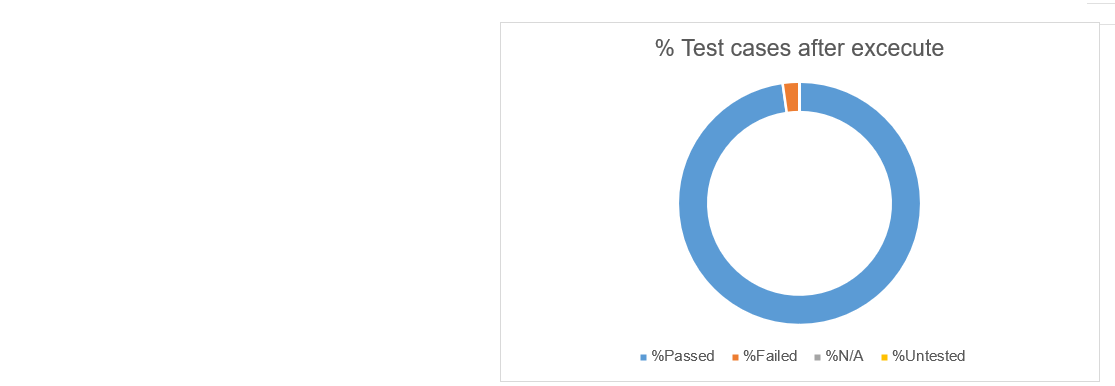 % Test cases after excecute
%Passed %Failed %N/A %Untested